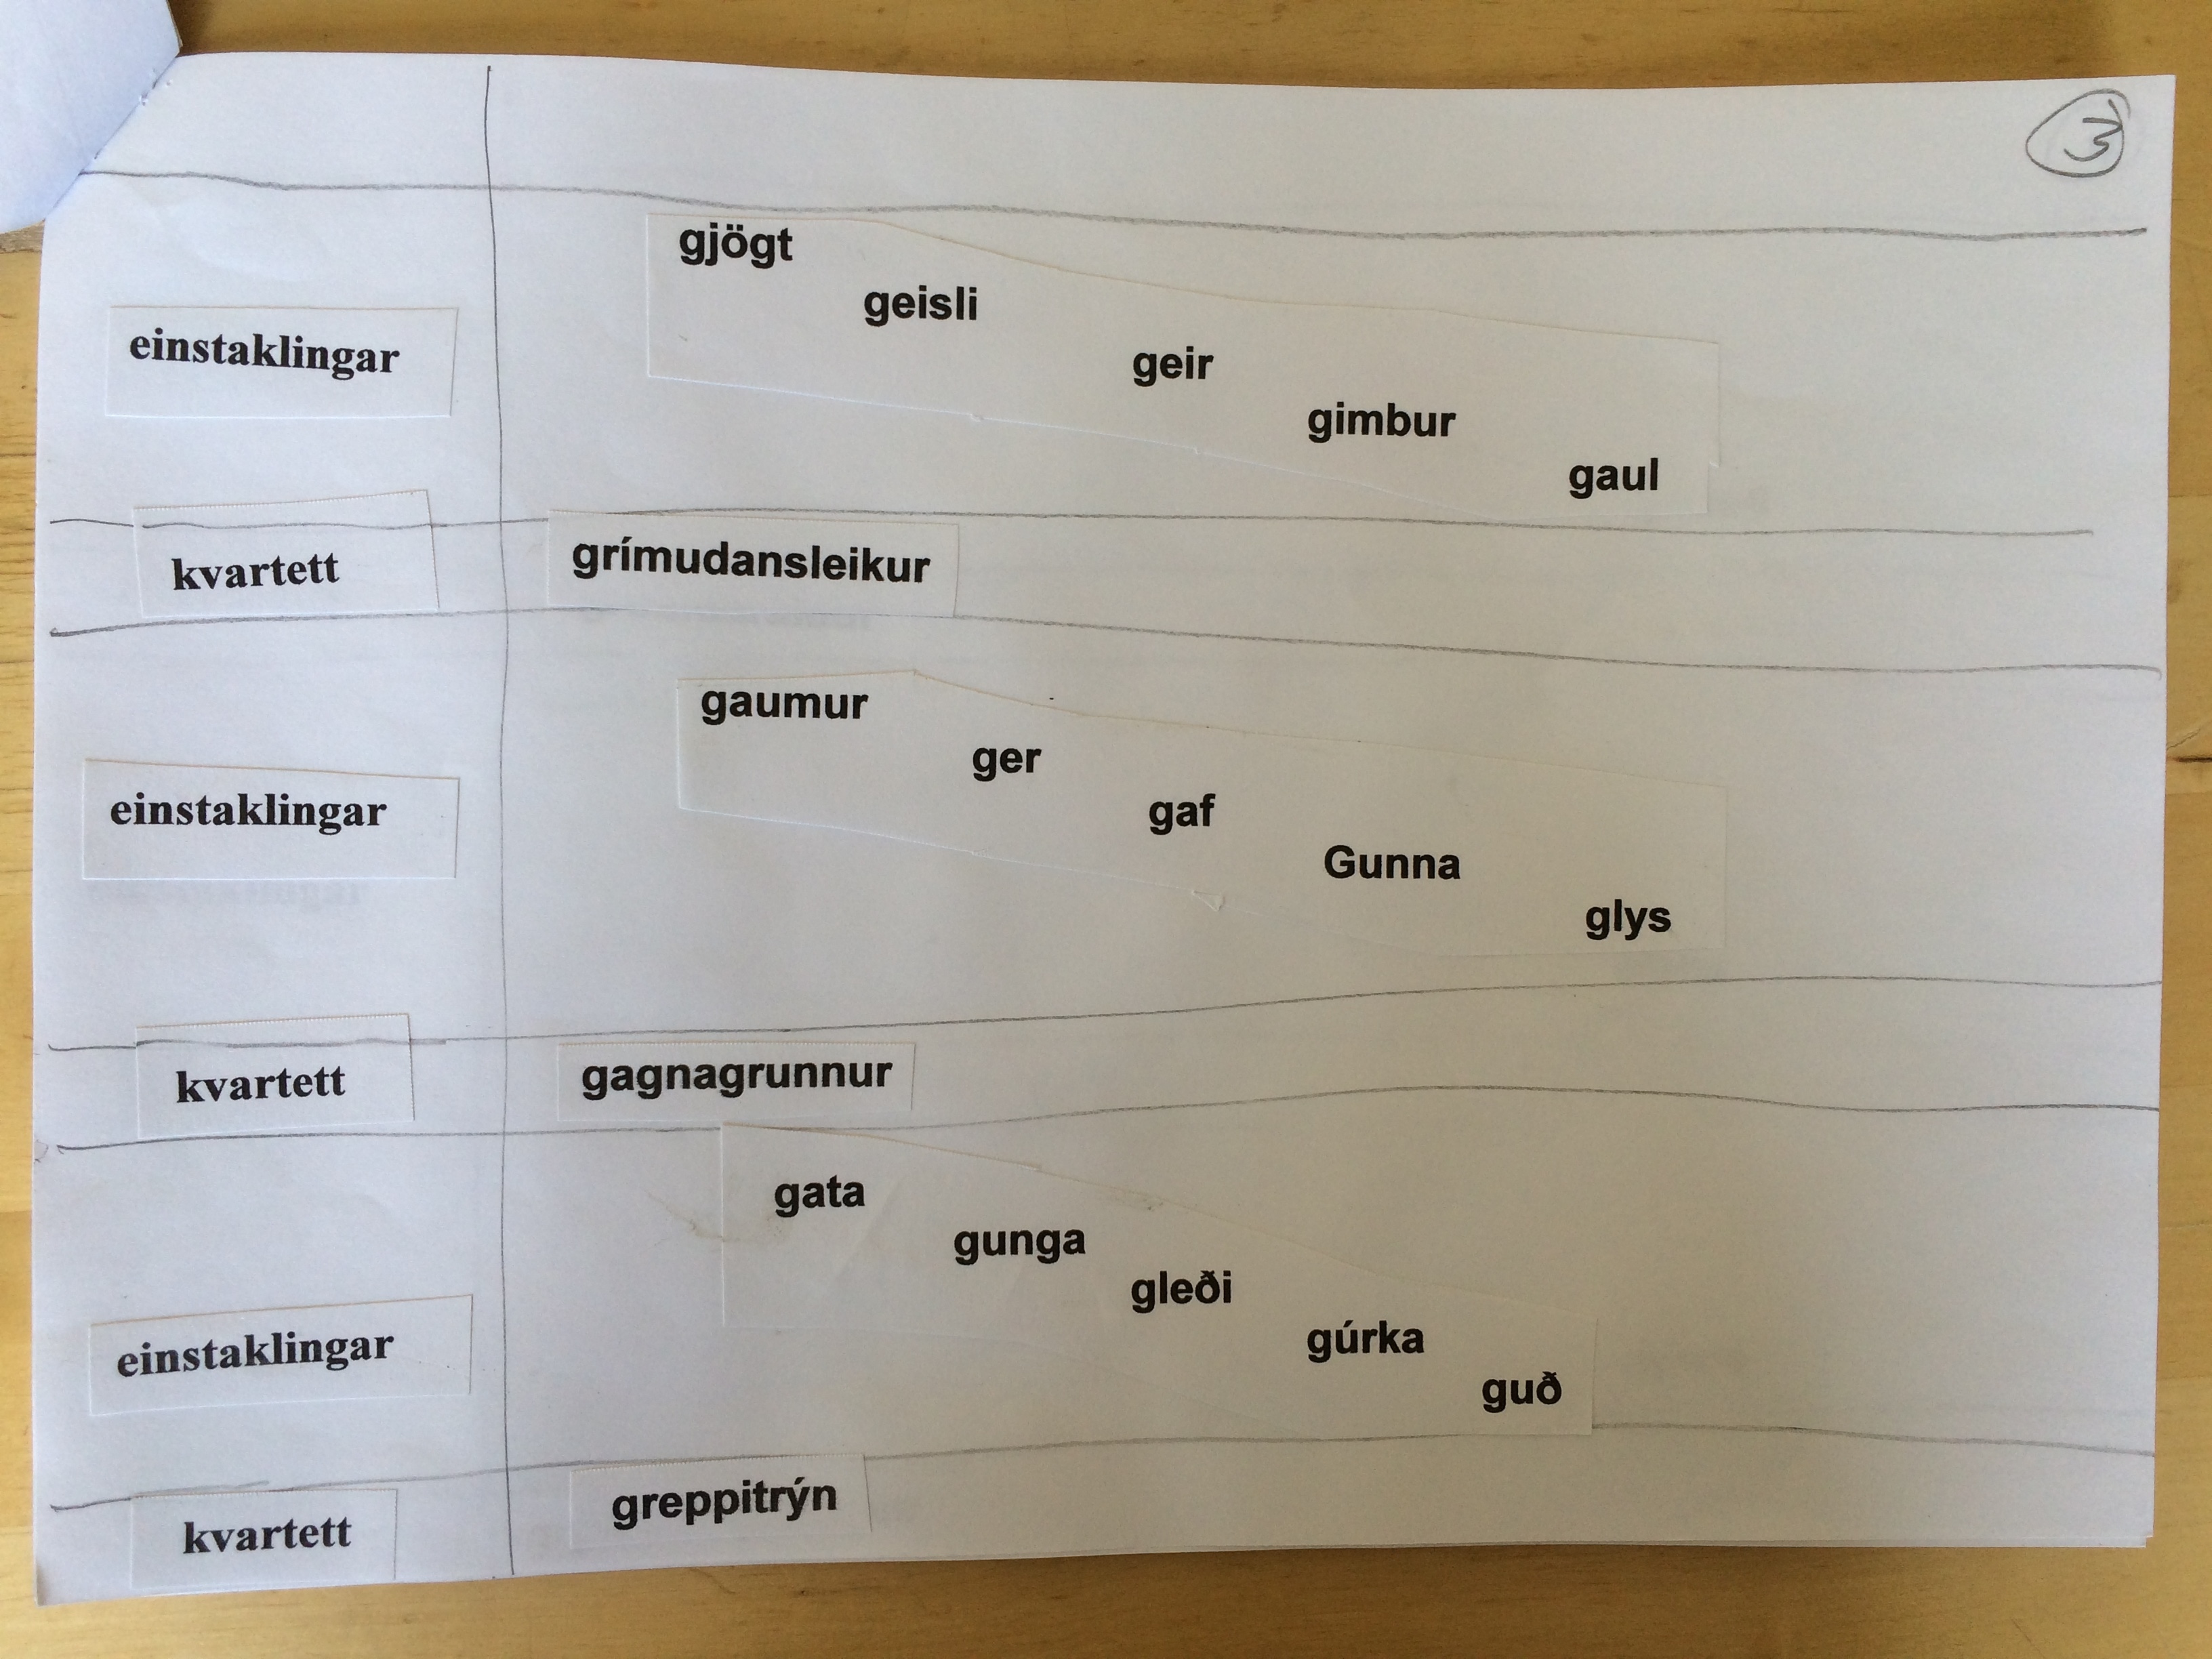 3
gjögt
geisli
einstaklingar
geir
gimbur
gaul
kvartett grímudansleikur
gaumur
ger
einstaklingar
gaf
Gunna
glys
kvartett gagnagrunnur
gata
gunga
gleði
einstaklingar
gúrka
guð
kvartett greppitrýn